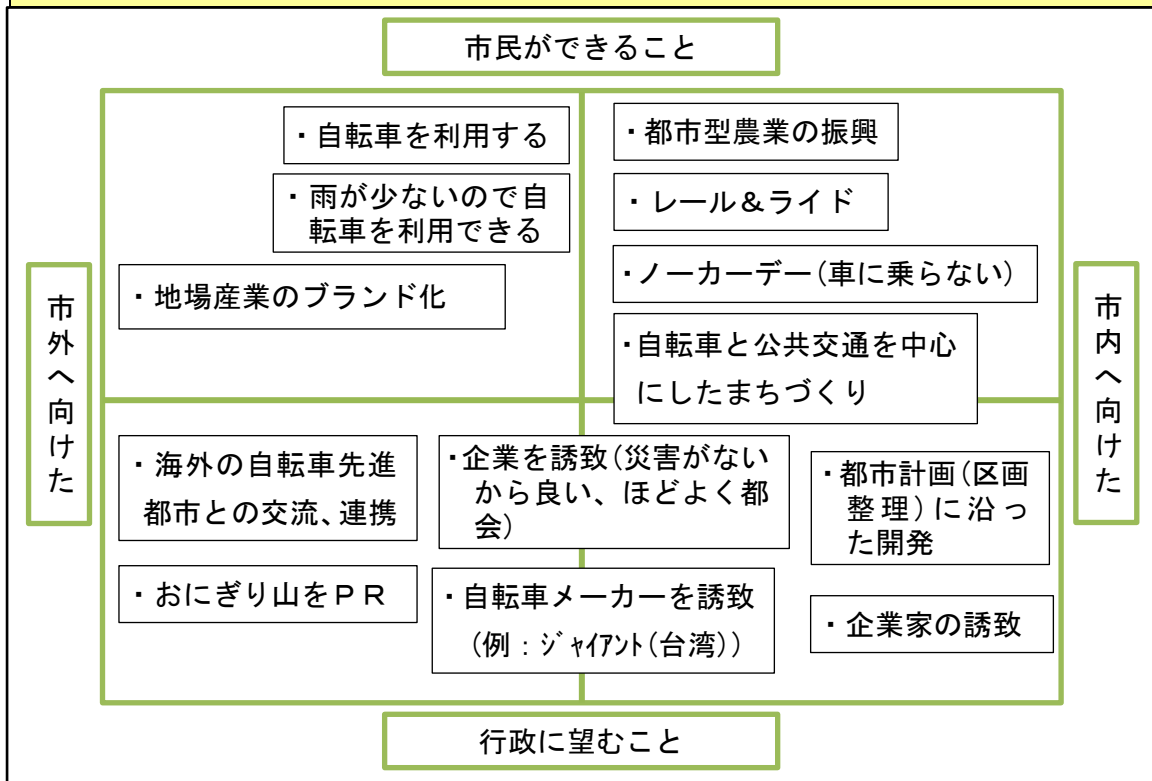 市民ができること
・自転車を利用する
・雨が少ないので自
転車を利用できる
・地場産業のブランド化
・都市型農業の振興
・レール＆ライド
・ノーカーデー(車に乗らない)
・自転車と公共交通を中心
にしたまちづくり
市外へ向けた
市内へ向けた
・海外の自転車先進
都市との交流、連携
・おにぎり山をＰＲ
・企業を誘致(災害がない
から良い、ほどよく都
会)
・自転車メーカーを誘致
(例：ｼﾞｬｲｱﾝﾄ(台湾))
・都市計画(区画
整理)に沿っ
た開発
・企業家の誘致
行政に望むこと